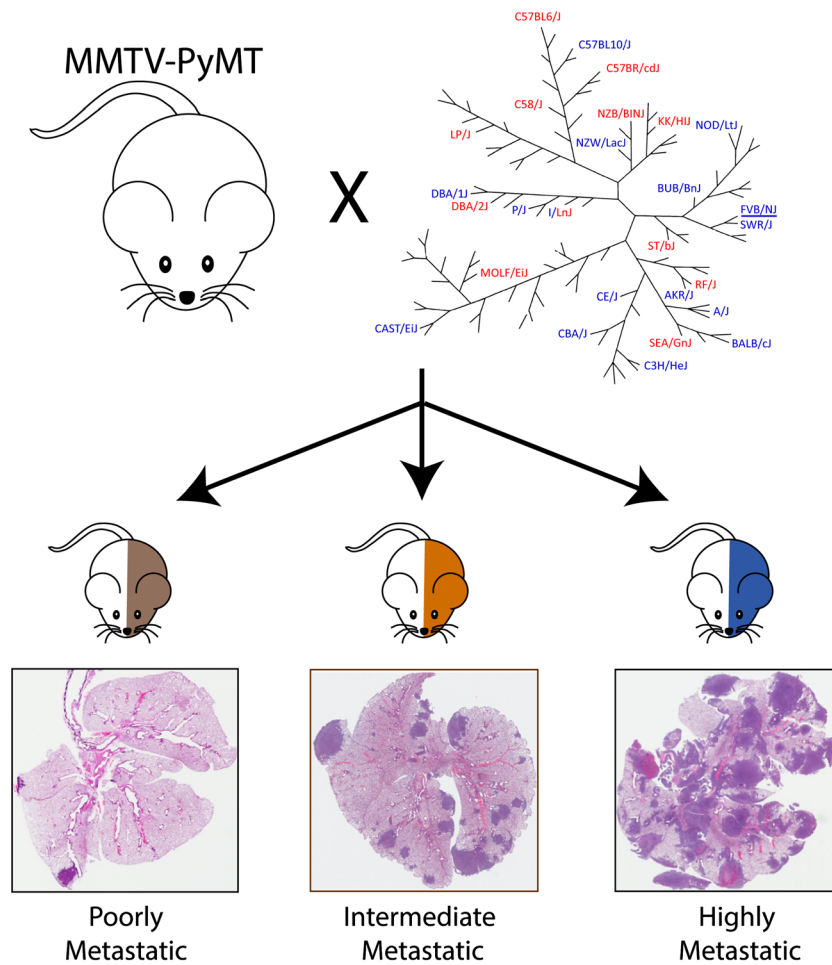 MMTV-PyMT
X
C57BL6/J
C57BL10/J
C57BR/cdJ
C58/J
LP/J
NZB/BINJ
KK/HIJ
NZW/LacJ
NOD/LtJ
BUB/BnJ
DBA/1J
DBA/2J
P/J
I/LnJ
FVB/NJ
SWR/J
ST/bJ
MOLF/EiJ
RF/J
CE/J
AKR/J
A/J
CAST/EiJ
CBA/J
SEA/GnJ
BALB/cJ
C3H/HeJ
Poorly
Metastatic
Intermediate
Metastatic
Highly
Metastatic